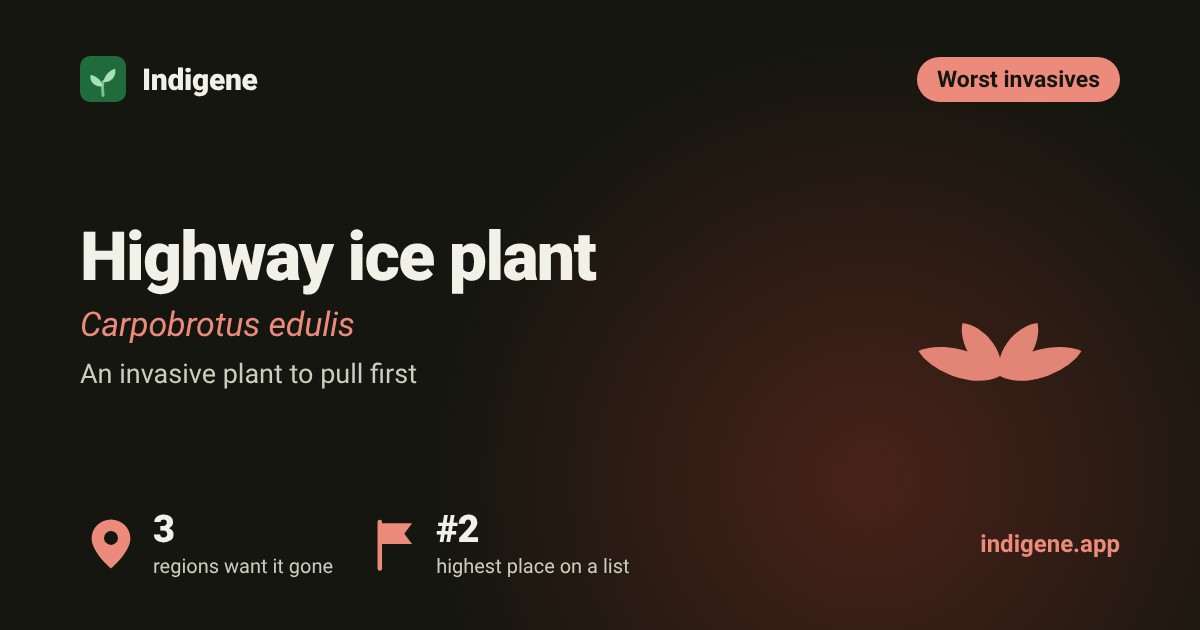 Indigene
Worst invasives
Highway ice plant
Carpobrotus edulis
An invasive plant to pull first
3
regions want it gone
#2
highest place on a list
indigene.app